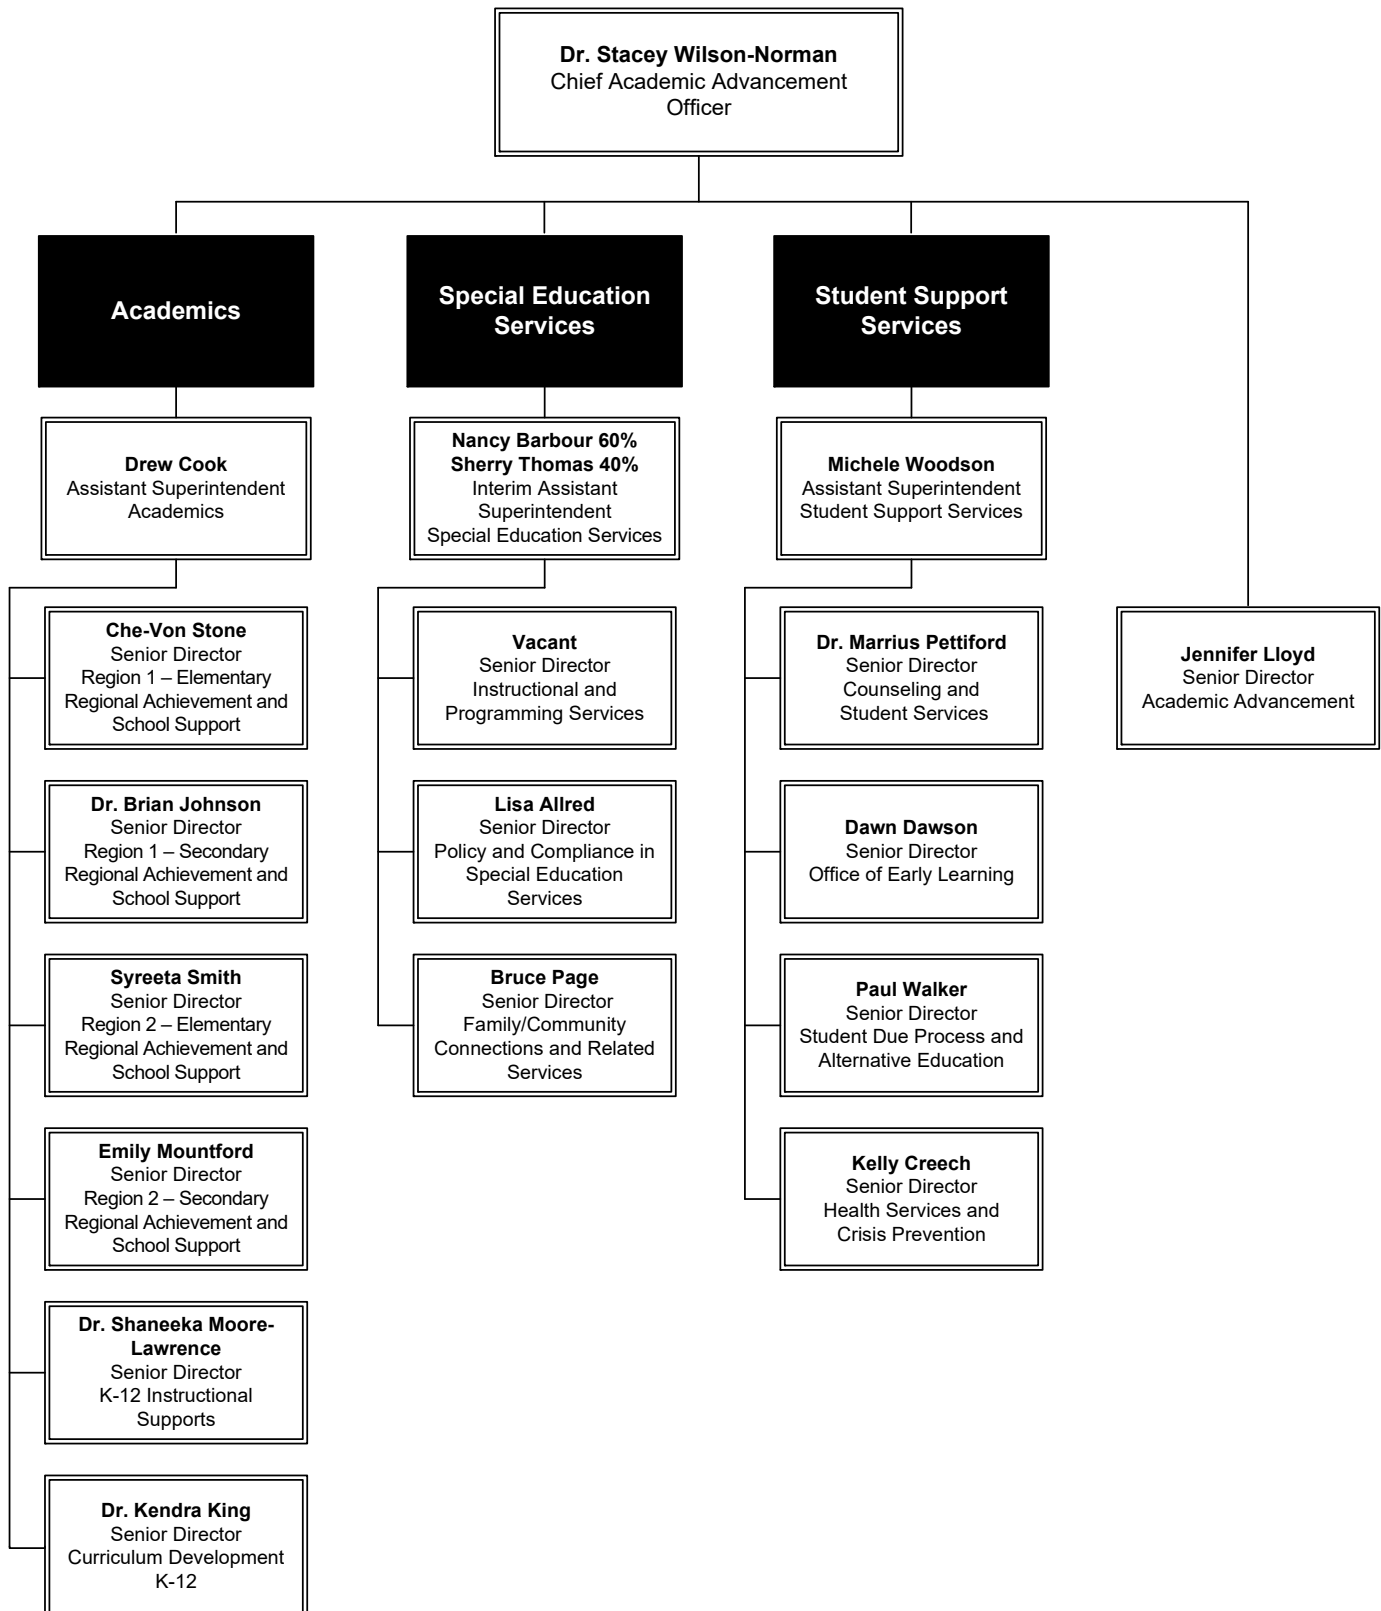 Dr. Stacey Wilson-Norman
Chief Academic Advancement
Officer
Academics
Drew Cook
Assistant Superintendent
Academics
Che-Von Stone
Senior Director
Region 1 – Elementary
Regional Achievement and
School Support
Dr. Brian Johnson
Senior Director
Region 1 – Secondary
Regional Achievement and
School Support
Syreeta Smith
Senior Director
Region 2 – Elementary
Regional Achievement and
School Support
Emily Mountford
Senior Director
Region 2 – Secondary
Regional Achievement and
School Support
Dr. Shaneeka Moore-
Lawrence
Senior Director
K-12 Instructional
Supports
Dr. Kendra King
Senior Director
Curriculum Development
K-12
Special Education
Services
Nancy Barbour 60%
Sherry Thomas 40%
Interim Assistant
Superintendent
Special Education Services
Vacant
Senior Director
Instructional and
Programming Services
Lisa Allred
Senior Director
Policy and Compliance in
Special Education
Services
Bruce Page
Senior Director
Family/Community
Connections and Related
Services
Student Support
Services
Michele Woodson
Assistant Superintendent
Student Support Services
Dr. Marrius Pettiford
Senior Director
Counseling and
Student Services
Dawn Dawson
Senior Director
Office of Early Learning
Paul Walker
Senior Director
Student Due Process and
Alternative Education
Kelly Creech
Senior Director
Health Services and
Crisis Prevention
Jennifer Lloyd
Senior Director
Academic Advancement